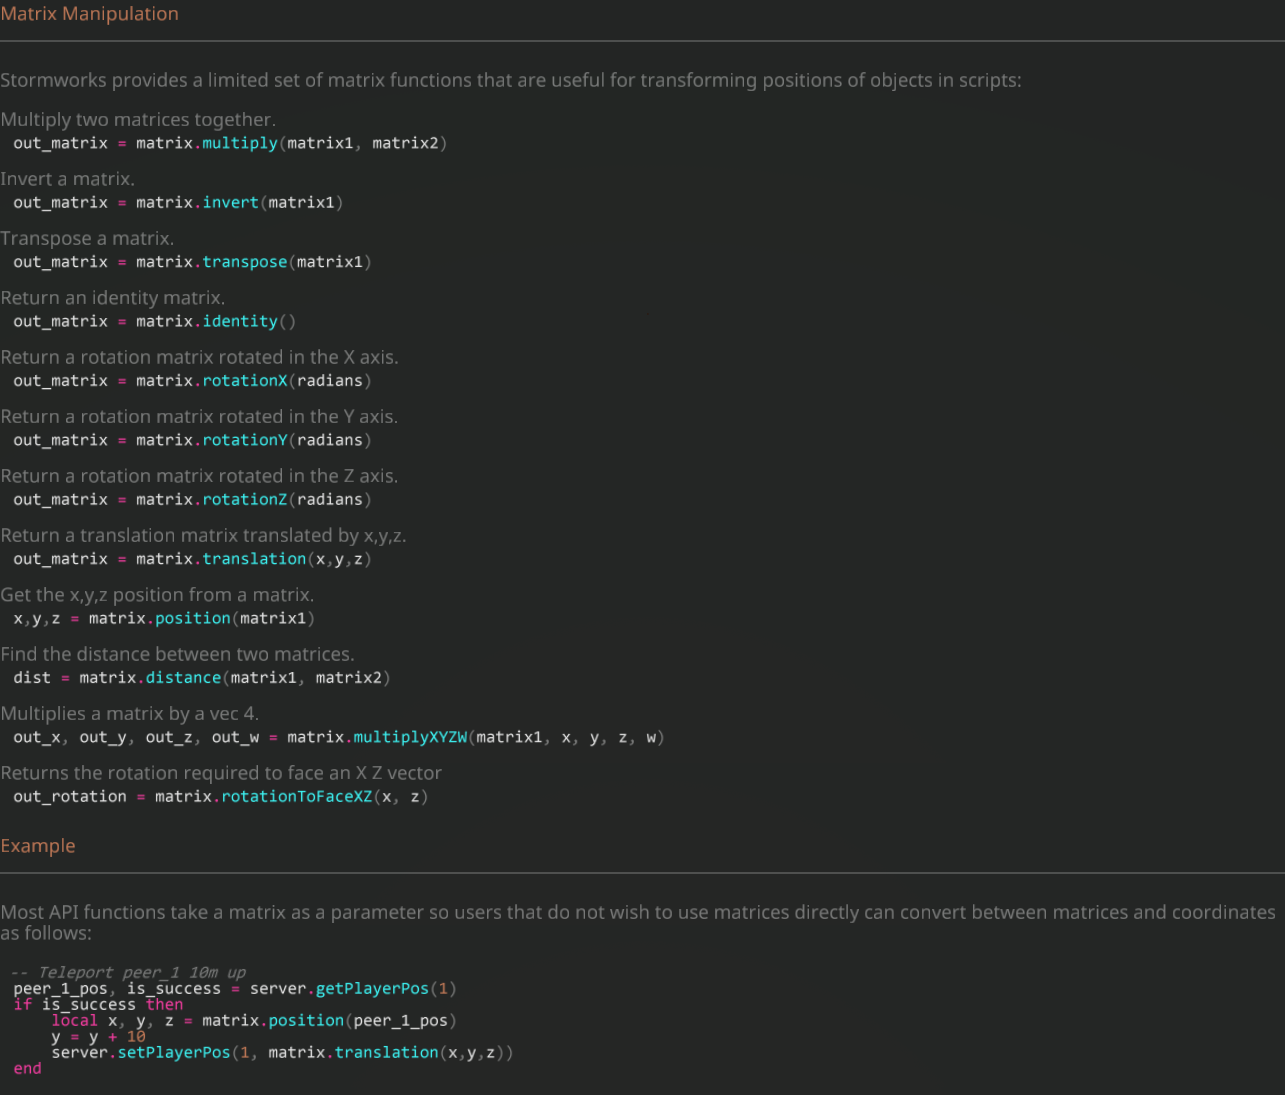 Matrix Manipulation
Stormworks provides a limited set of matrix functions that are useful for transforming positions of objects in scripts:
Multiply two matrices together.
out_matrix = matrix.multiply(matrix1, matrix2)
Invert a matrix.
out_matrix = matrix.invert(matrix1)
Transpose a matrix.
out_matrix = matrix.transpose(matrix1)
Return an identity matrix.
out_matrix = matrix.identity()
Return a rotation matrix rotated in the X axis.
out_matrix = matrix.rotationX(radians)
Return a rotation matrix rotated in the Y axis.
out_matrix = matrix.rotationY(radians)
Return a rotation matrix rotated in the Z axis.
out_matrix = matrix.rotationZ(radians)
Return a translation matrix translated by x,y,z.
out_matrix = matrix.translation(x,y,z)
Get the x,y,z position from a matrix.
x,y,z = matrix.position(matrix1)
Find the distance between two matrices.
dist = matrix.distance(matrix1, matrix2)
Multiplies a matrix by a vec 4.
out_x, out_y, out_z, out_w = matrix.multiplyXYZW(matrix1, x, y, z, w)
Returns the rotation required to face an X Z vector
out_rotation = matrix.rotationToFaceXZ(x, z)
Example
Most API functions take a matrix as a parameter so users that do not wish to use matrices directly can convert between matrices and coordinates
as follows:
-- Teleport peer_1 10m up
peer_1_pos, is_success = server.getPlayerPos(1)
if is_success then
    local x, y, z = matrix.position(peer_1_pos)
    y = y + 10
    server.setPlayerPos(1, matrix.translation(x,y,z))
end